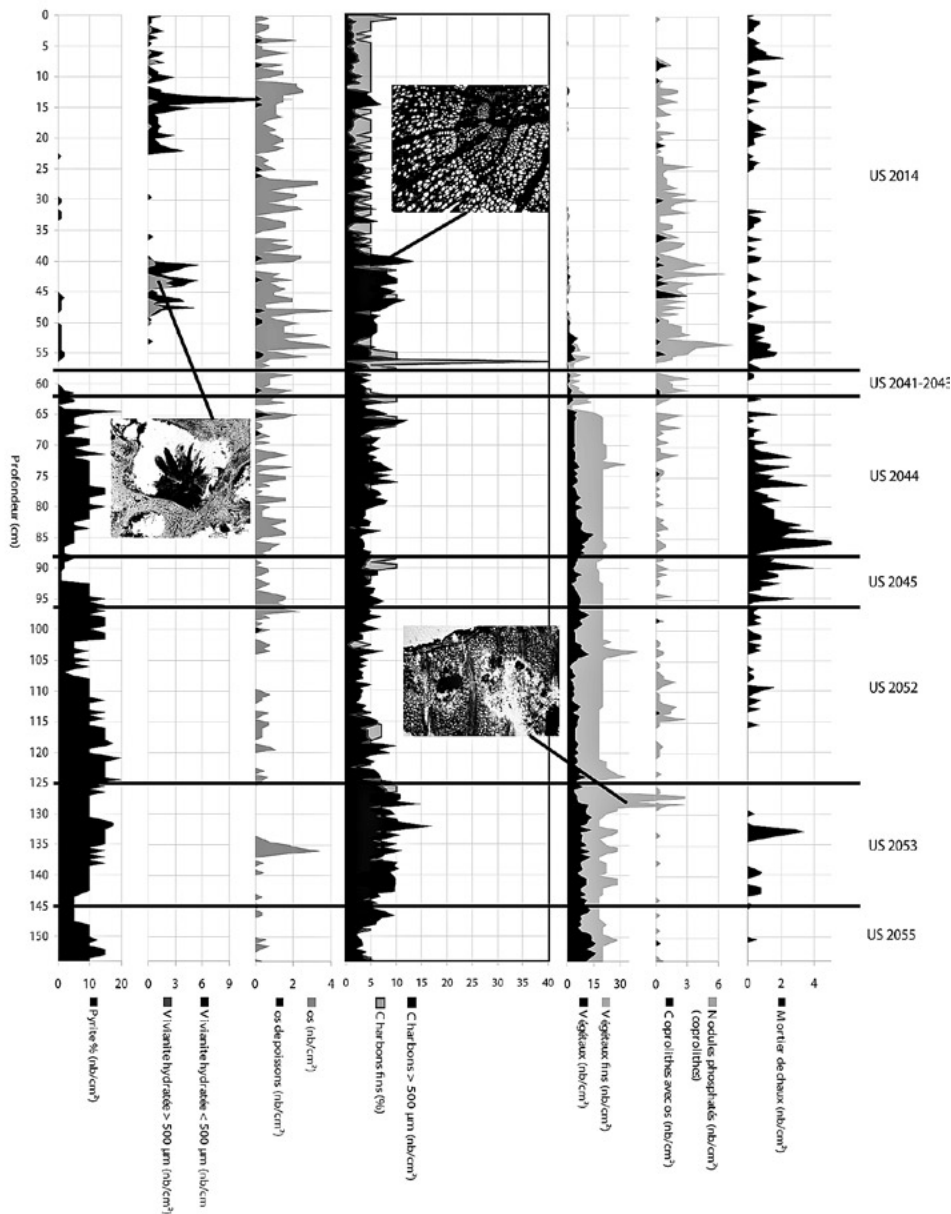 0
5
10
15
20
25
30
35
40
45
50
55
60
65
70
75
80
85
90
95
100
105
110
115
120
125
130
135
140
145
150
Profondeur (cm)
US 2014
US 2041-2043
US 2044
US 2045
US 2052
US 2053
US 2055
0 10 20
0 3 6 9
0 2 4
0 5 10 15 20 25 30 35 40
0 15 30
0 3 6
0 2 4
Pyrite % (nb/cm²)
Vivianite hydratée > 500 µm (nb/cm²)
Vivianite hydratée < 500 µm (nb/cm
os de poissons (nb/cm²)
os (nb/cm²)
Charbons fins (%)
Charbons > 500 µm (nb/cm²)
Végétaux (nb/cm²)
Végétaux fins (nb/cm²)
Coprolithes avec os (nb/cm²)
Nodules phosphatés (nb/cm²)
(coprolithes)
Mortier de chaux (nb/cm²)